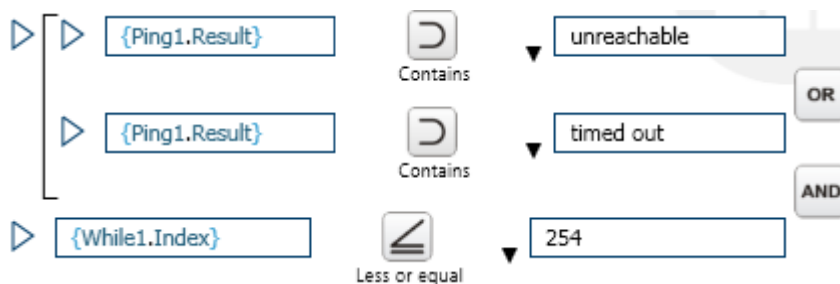 {Ping1.Result} unreachable
Contains
OR
{Ping1.Result} timed out
Contains
AND
{While1.Index} 254
Less or equal